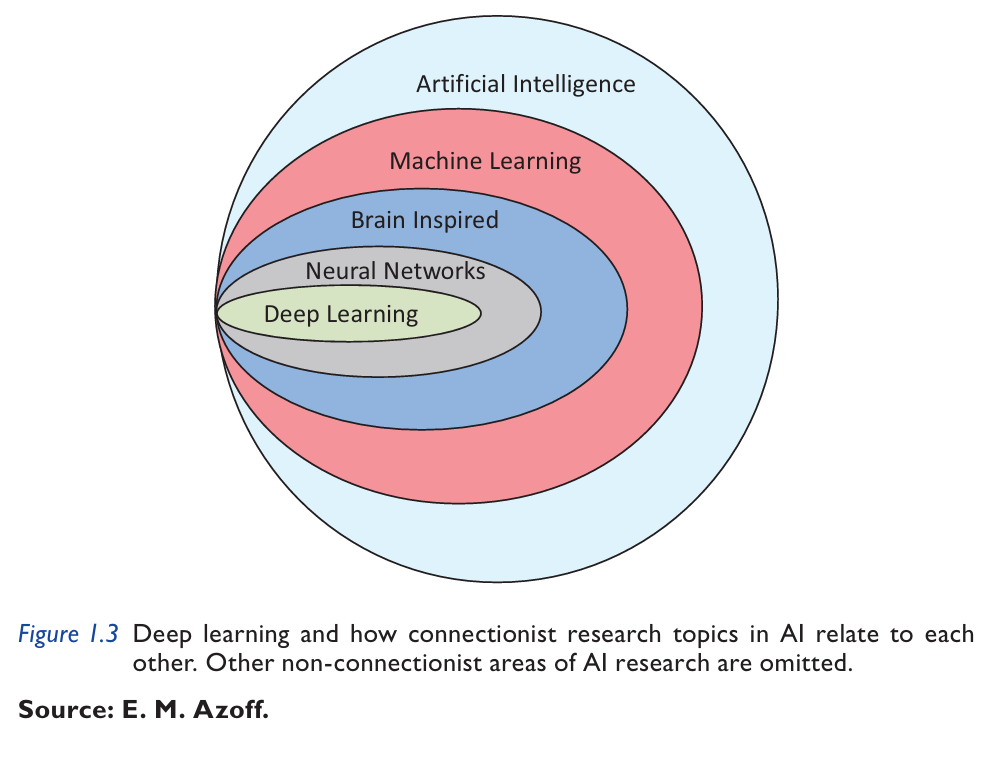 Artificial Intelligence
Machine Learning
Brain Inspired
Neural Networks
Deep Learning
Figure 1.3 Deep learning and how connectionist research topics in AI relate to each
other. Other non-connectionist areas of AI research are omitted.
Source: E. M. Azoff.